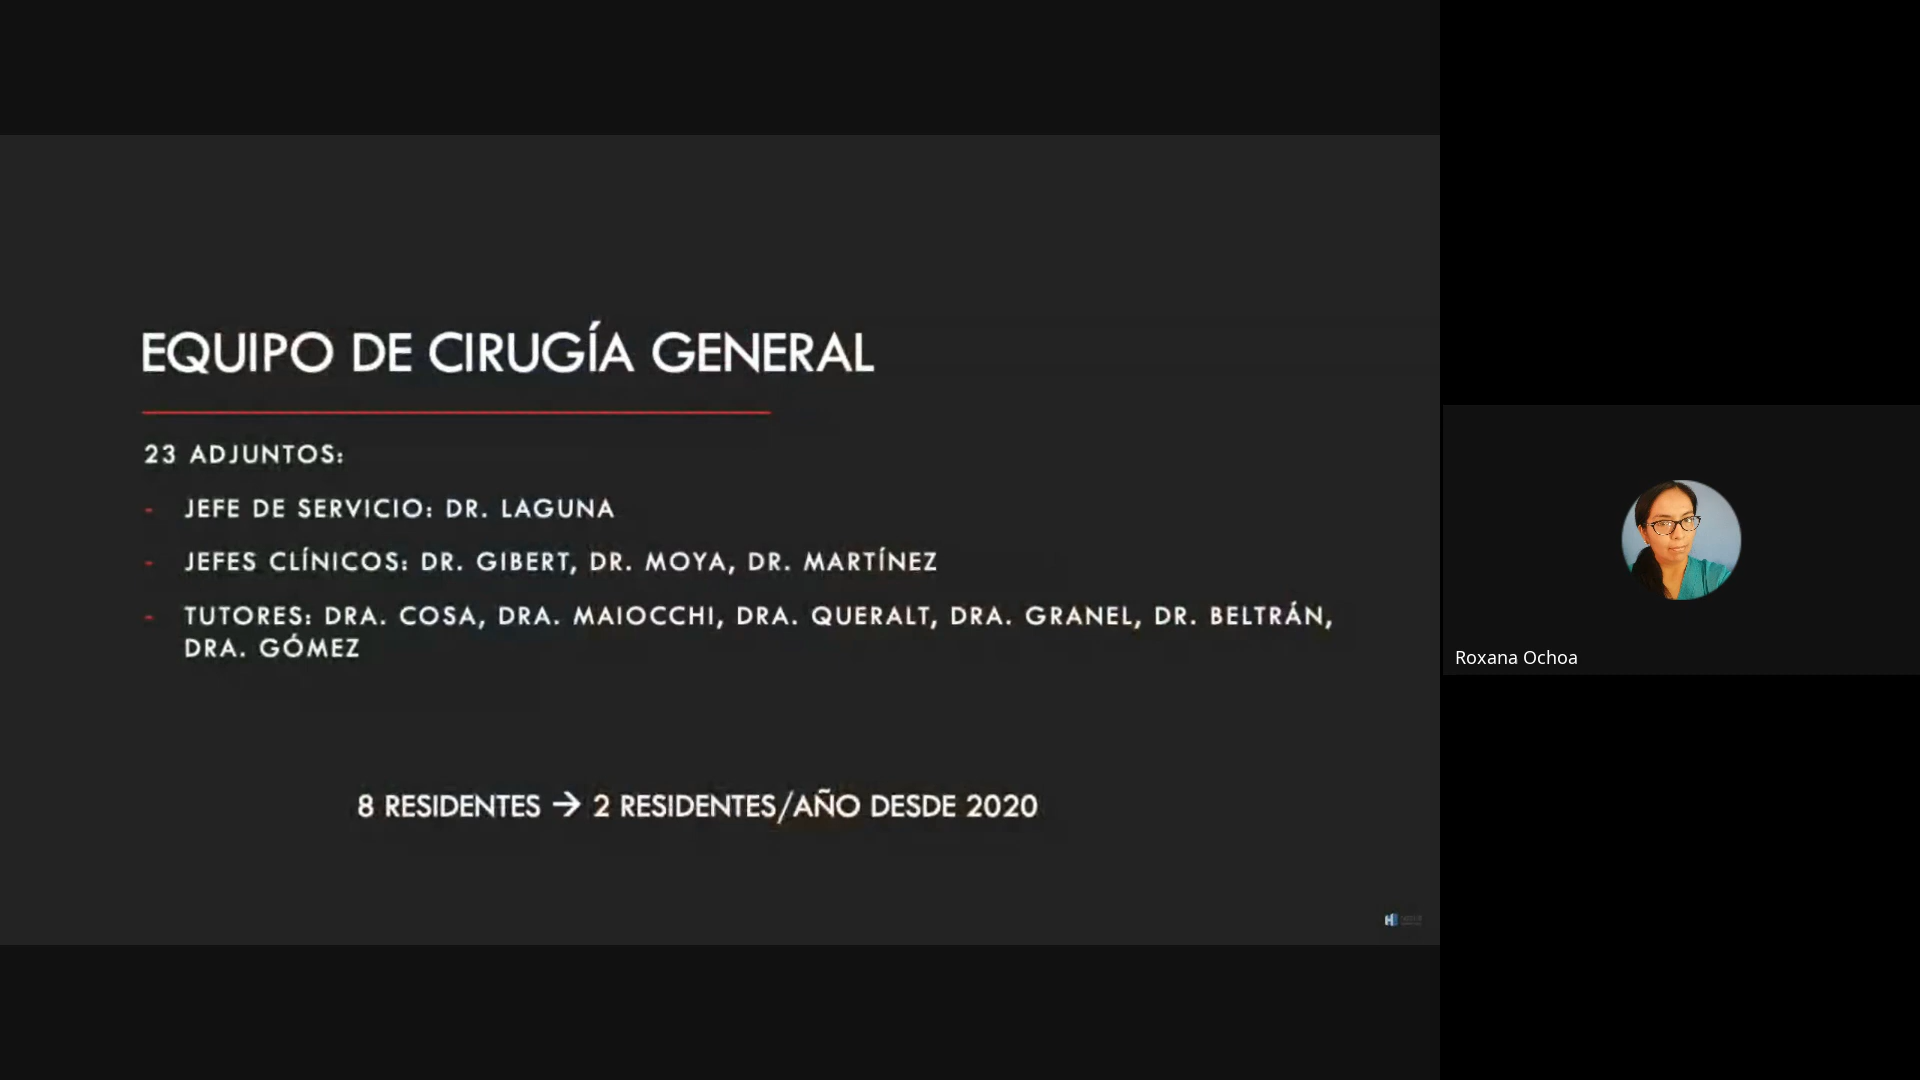 EQUIPO DE CIRUGÍA GENERAL
23 ADJUNTOS:
- JEFE DE SERVICIO: DR. LAGUNA
- JEFES CLÍNICOS: DR. GIBERT, DR. MOYA, DR. MARTÍNEZ
- TUTORES: DRA. COSA, DRA. MAIOCCHI, DRA. QUERALT, DRA. GRANEL, DR. BELTRÁN,
DRA. GÓMEZ
8 RESIDENTES → 2 RESIDENTES/AÑO DESDE 2020
Roxana Ochoa